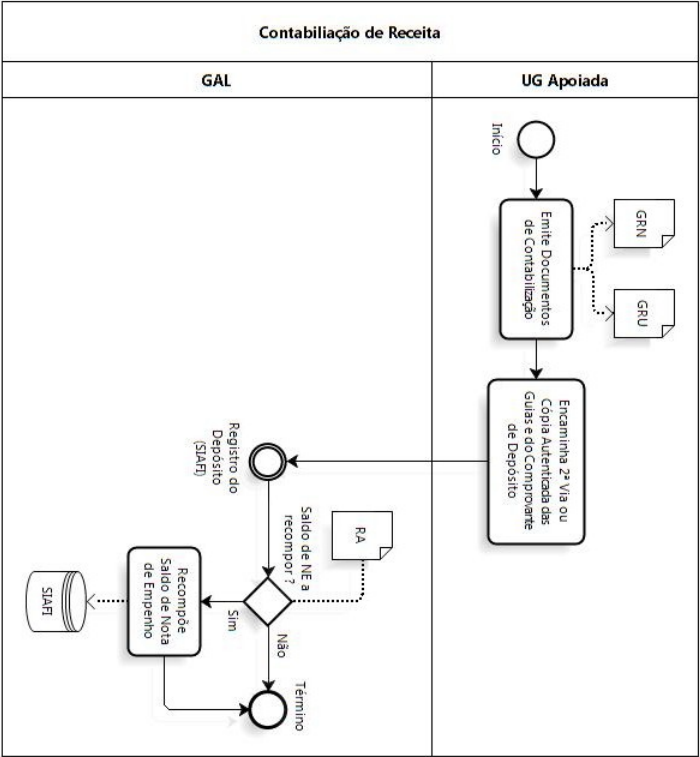 Contabiliação de Receita
GAL
UG Apoiada
Início
Emite Documentos
de Contabilização
GRN
GRU
Encaminha 2ª Via ou
Cópia Autenticada das
Guias e do Comprovante
de Depósito
Registro do
Depósito
(SIAFI)
Saldo de NE a
recompor ?
RA
Sim
Não
Recompõe
Saldo de Nota
de Empenho
SIAFI
Término